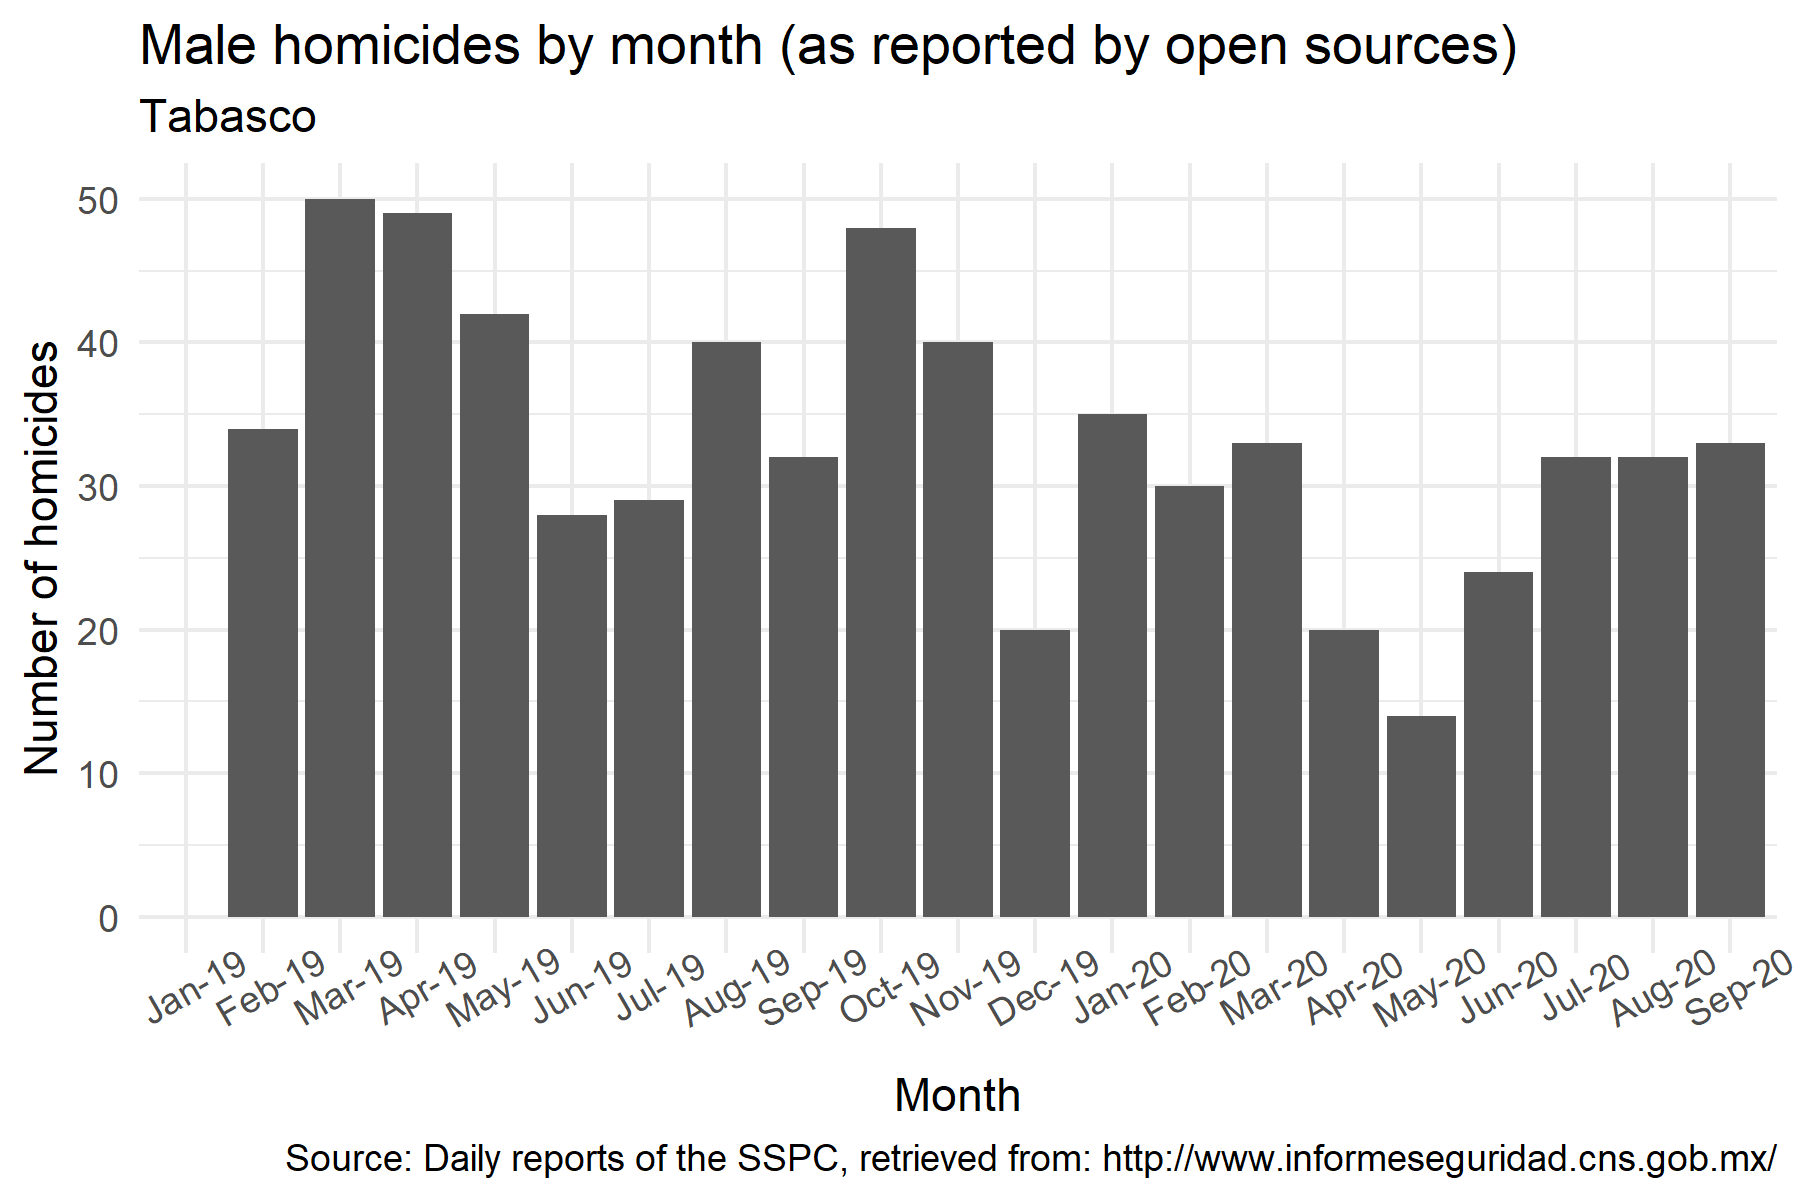 Male homicides by month (as reported by open sources)
Tabasco
Number of homicides
50
40
30
20
10
0
Jan-19
Feb-19
Mar-19
Apr-19
May-19
Jun-19
Jul-19
Aug-19
Sep-19
Oct-19
Nov-19
Dec-19
Jan-20
Feb-20
Mar-20
Apr-20
May-20
Jun-20
Jul-20
Aug-20
Sep-20
Month
Source: Daily reports of the SSPC, retrieved from: http://www.informeseguridad.cns.gob.mx/